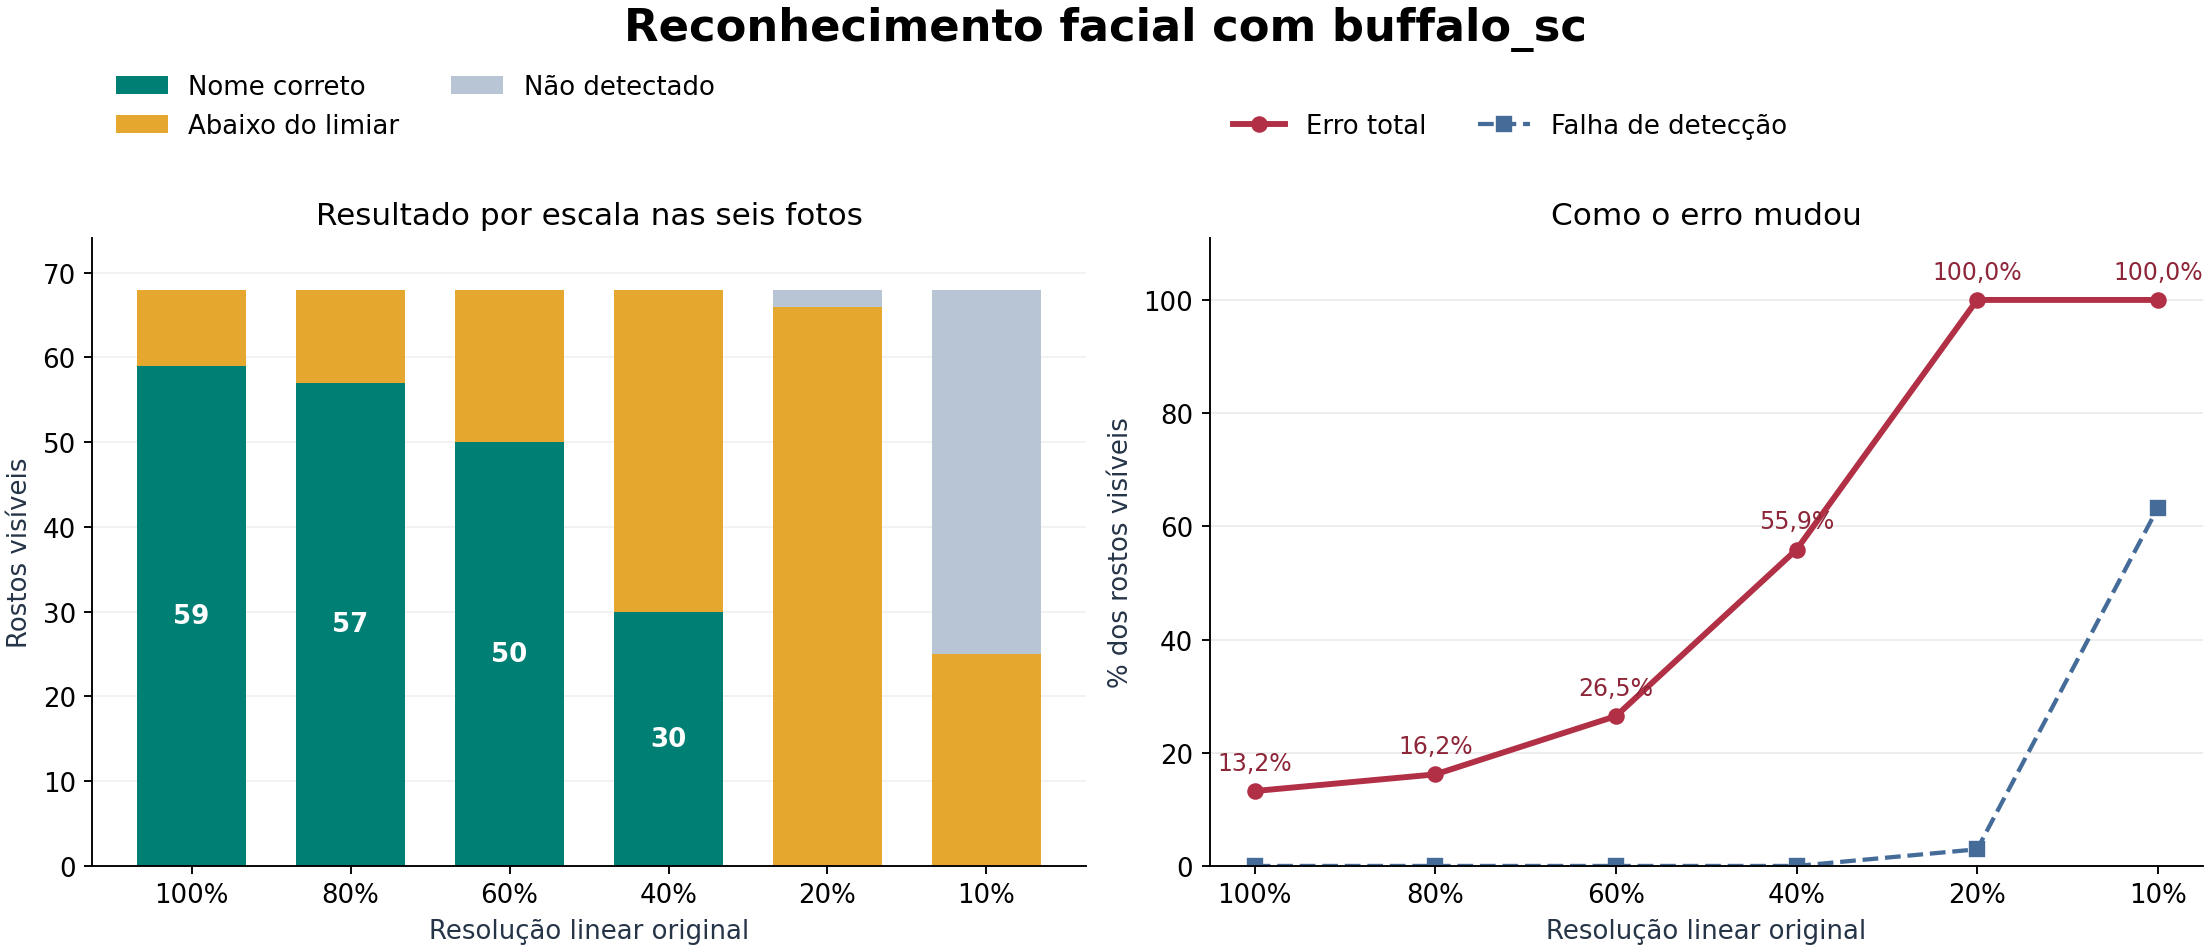 Reconhecimento facial com buffalo_sc
Nome correto
Não detectado
Abaixo do limiar
Resultado por escala nas seis fotos
Rostos visíveis
70
60
50
40
30
20
10
0
59
57
50
30
100% 80% 60% 40% 20% 10%
Resolução linear original
Erro total
Falha de detecção
Como o erro mudou
% dos rostos visíveis
100
80
60
40
20
0
13,2%
16,2%
26,5%
55,9%
100,0%
100,0%
100% 80% 60% 40% 20% 10%
Resolução linear original